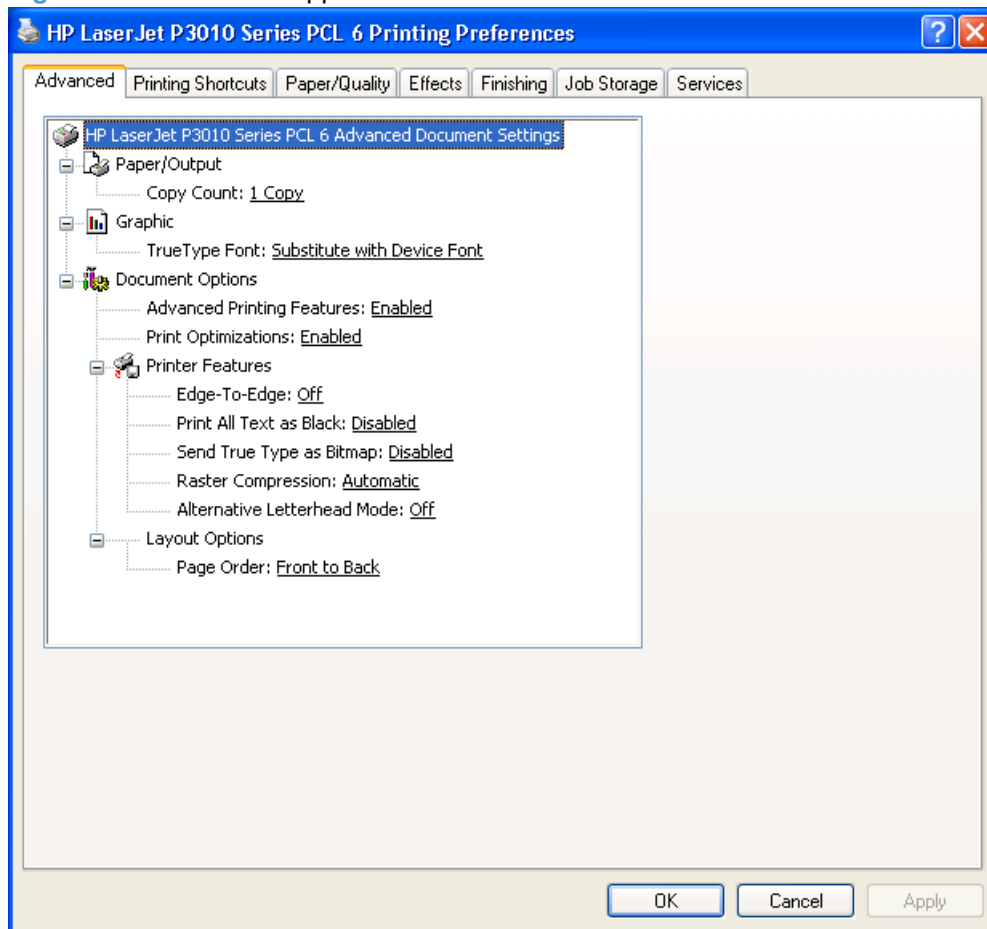 HP LaserJet P3010 Series PCL 6 Printing Preferences
Advanced Printing Shortcuts Paper/Quality Effects Finishing Job Storage Services
HP LaserJet P3010 Series PCL 6 Advanced Document Settings
Paper/Output
Copy Count: 1 Copy
Graphic
TrueType Font: Substitute with Device Font
Document Options
Advanced Printing Features: Enabled
Print Optimizations: Enabled
Printer Features
Edge-To-Edge: Off
Print All Text as Black: Disabled
Send True Type as Bitmap: Disabled
Raster Compression: Automatic
Alternative Letterhead Mode: Off
Layout Options
Page Order: Front to Back
OK Cancel Apply